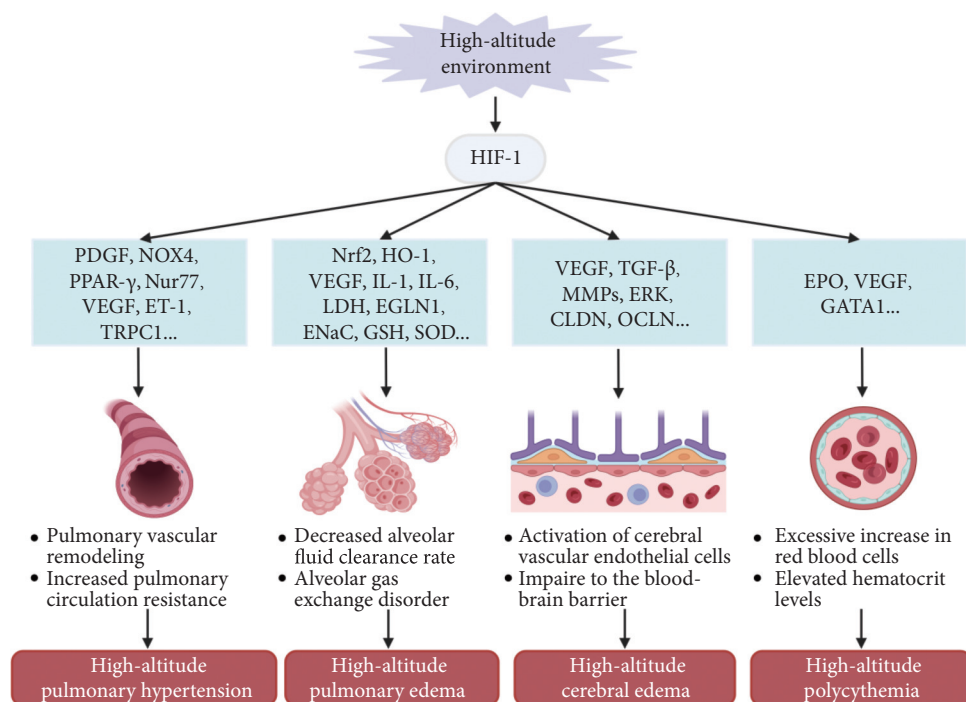 High-altitude
environment
HIF-1
PDGF, NOX4,
PPAR-γ, Nur77,
VEGF, ET-1,
TRPC1...
Nrf2, HO-1,
VEGF, IL-1, IL-6,
LDH, EGLN1,
ENaC, GSH, SOD...
VEGF, TGF-β,
MMPs, ERK,
CLDN, OCLN...
EPO, VEGF,
GATA1...
• Pulmonary vascular
remodeling
• Increased pulmonary
circulation resistance
• Decreased alveolar
fluid clearance rate
• Alveolar gas
exchange disorder
• Activation of cerebral
vascular endothelial cells
• Impaire to the blood-
brain barrier
• Excessive increase in
red blood cells
• Elevated hematocrit
levels
High-altitude
pulmonary hypertension
High-altitude
pulmonary edema
High-altitude
cerebral edema
High-altitude
polycythemia